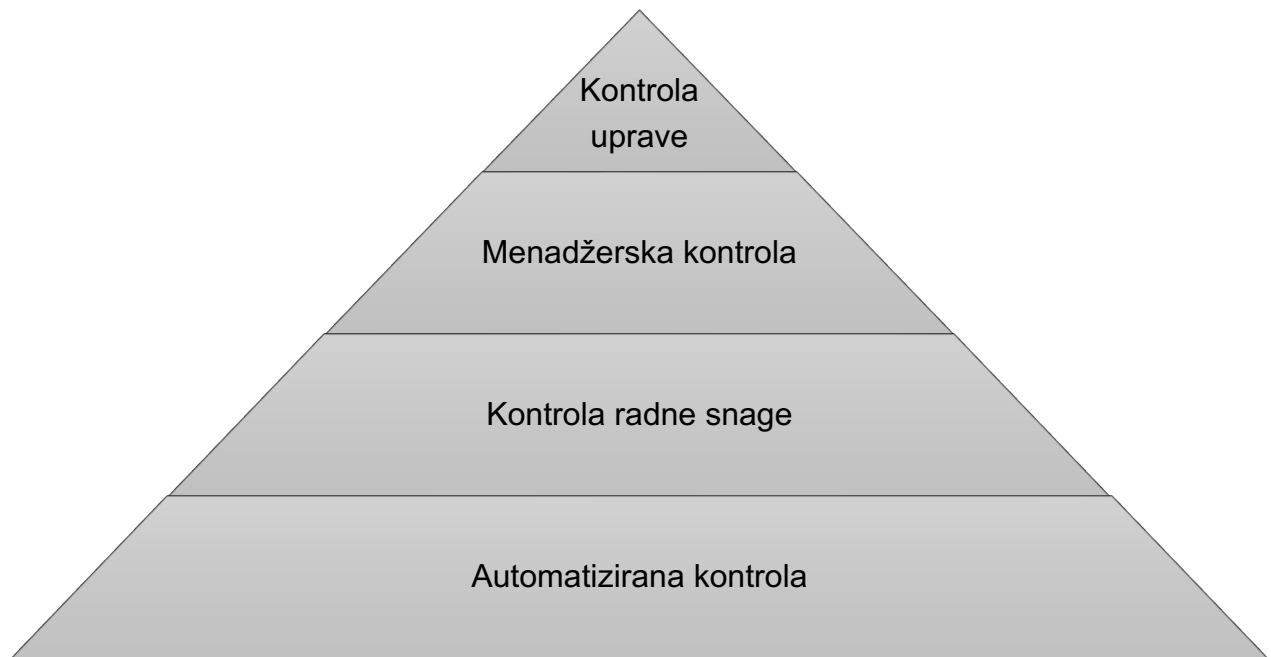 Kontrola
uprave
Menadžerska kontrola
Kontrola radne snage
Automatizirana kontrola